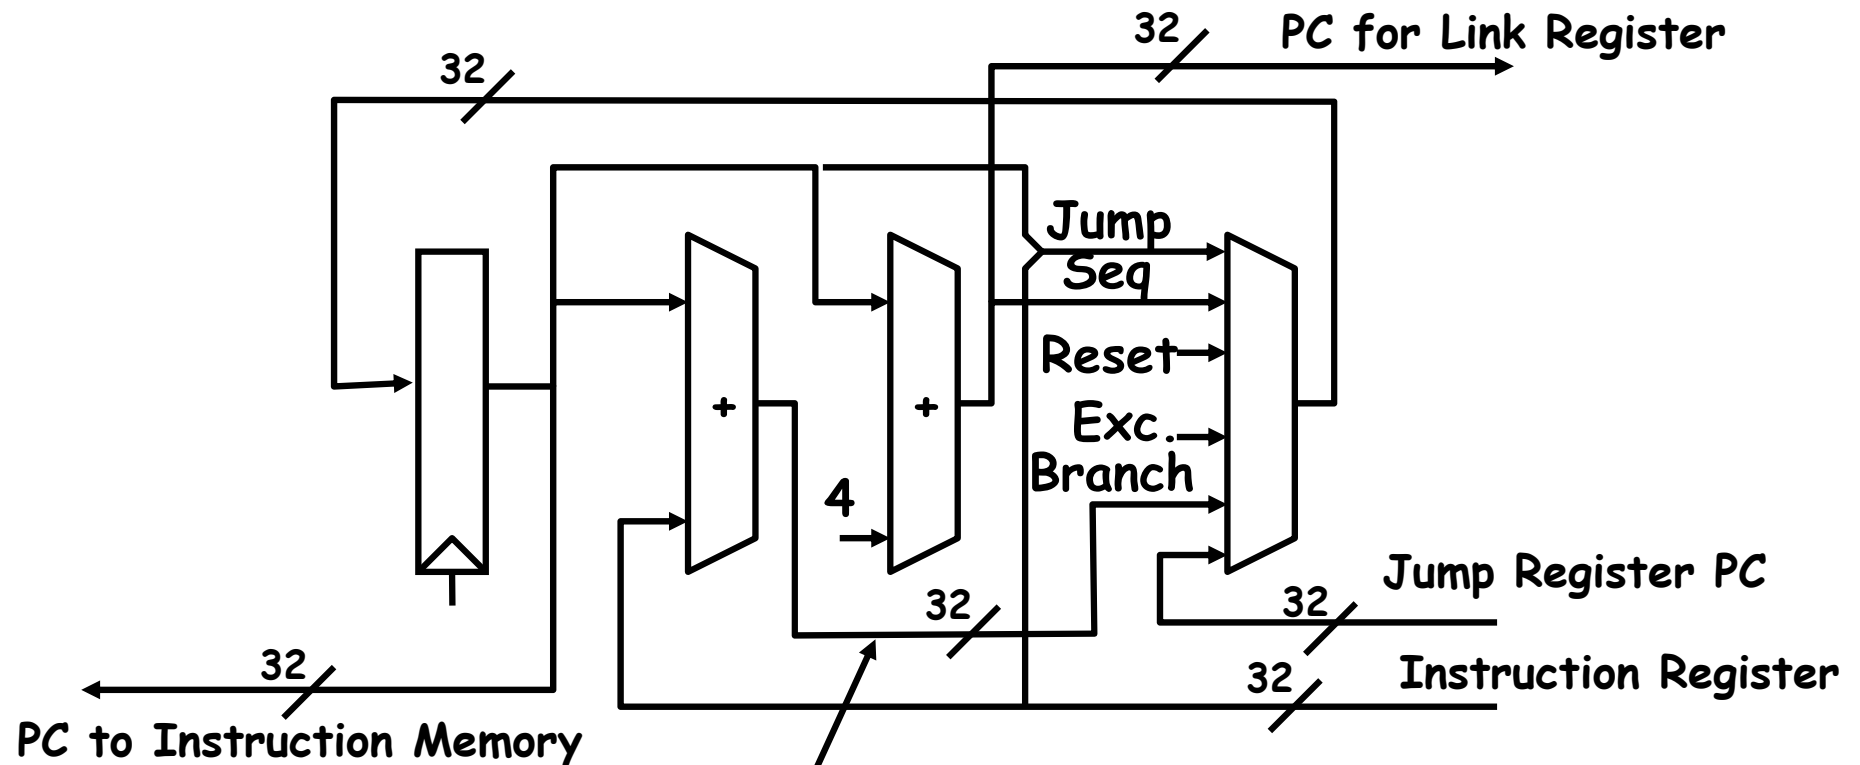 32
PC for Link Register
32
Jump
Seq
Reset
+
+
Exc.
Branch
4
Jump Register PC
32
32
32
Instruction Register
32
PC to Instruction Memory